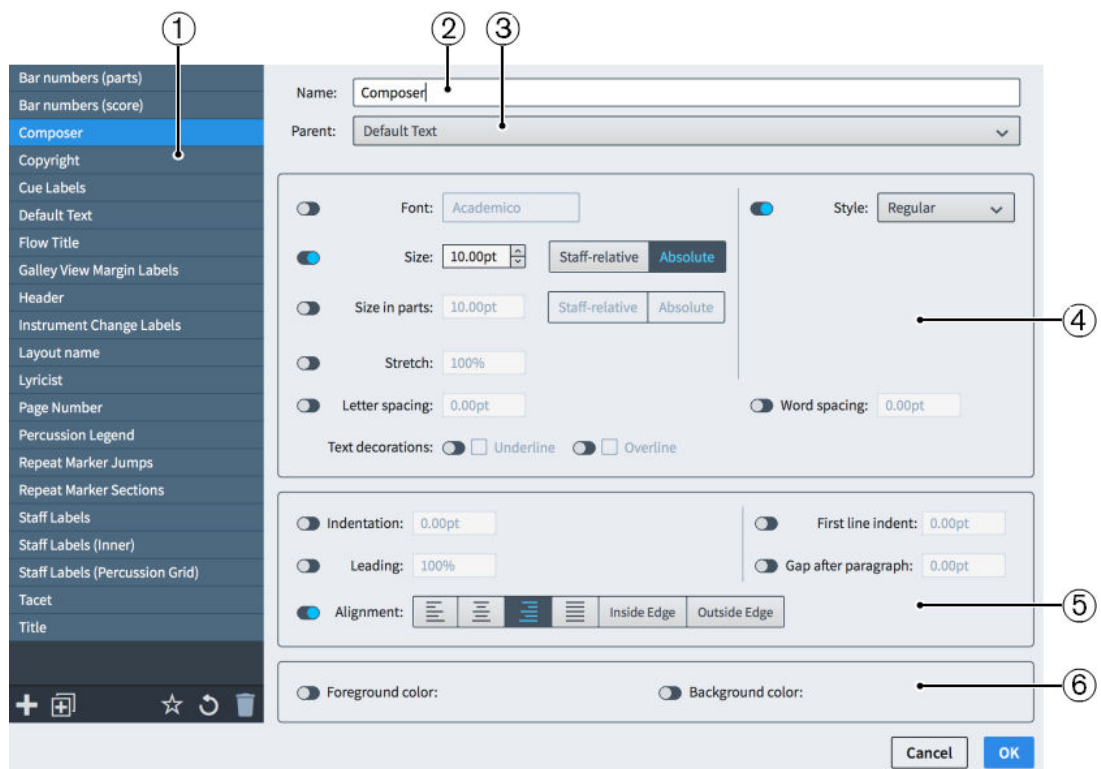 ① ② ③
Bar numbers (parts)
Bar numbers (score)
Composer
Copyright
Cue Labels
Default Text
Flow Title
Galley View Margin Labels
Header
Instrument Change Labels
Layout name
Lyricist
Page Number
Percussion Legend
Repeat Marker Jumps
Repeat Marker Sections
Staff Labels
Staff Labels (Inner)
Staff Labels (Percussion Grid)
Tacet
Title
Name: Composer
Parent: Default Text
Font: Academico Style: Regular
Size: 10.00pt Staff-relative Absolute
Size in parts: 10.00pt Staff-relative Absolute
④
Stretch: 100%
Letter spacing: 0.00pt Word spacing: 0.00pt
Text decorations: Underline Overline
Indentation: 0.00pt First line indent: 0.00pt
Leading: 100% Gap after paragraph: 0.00pt
Alignment: Inside Edge Outside Edge
⑤
Foreground color: Background color:
⑥
Cancel OK